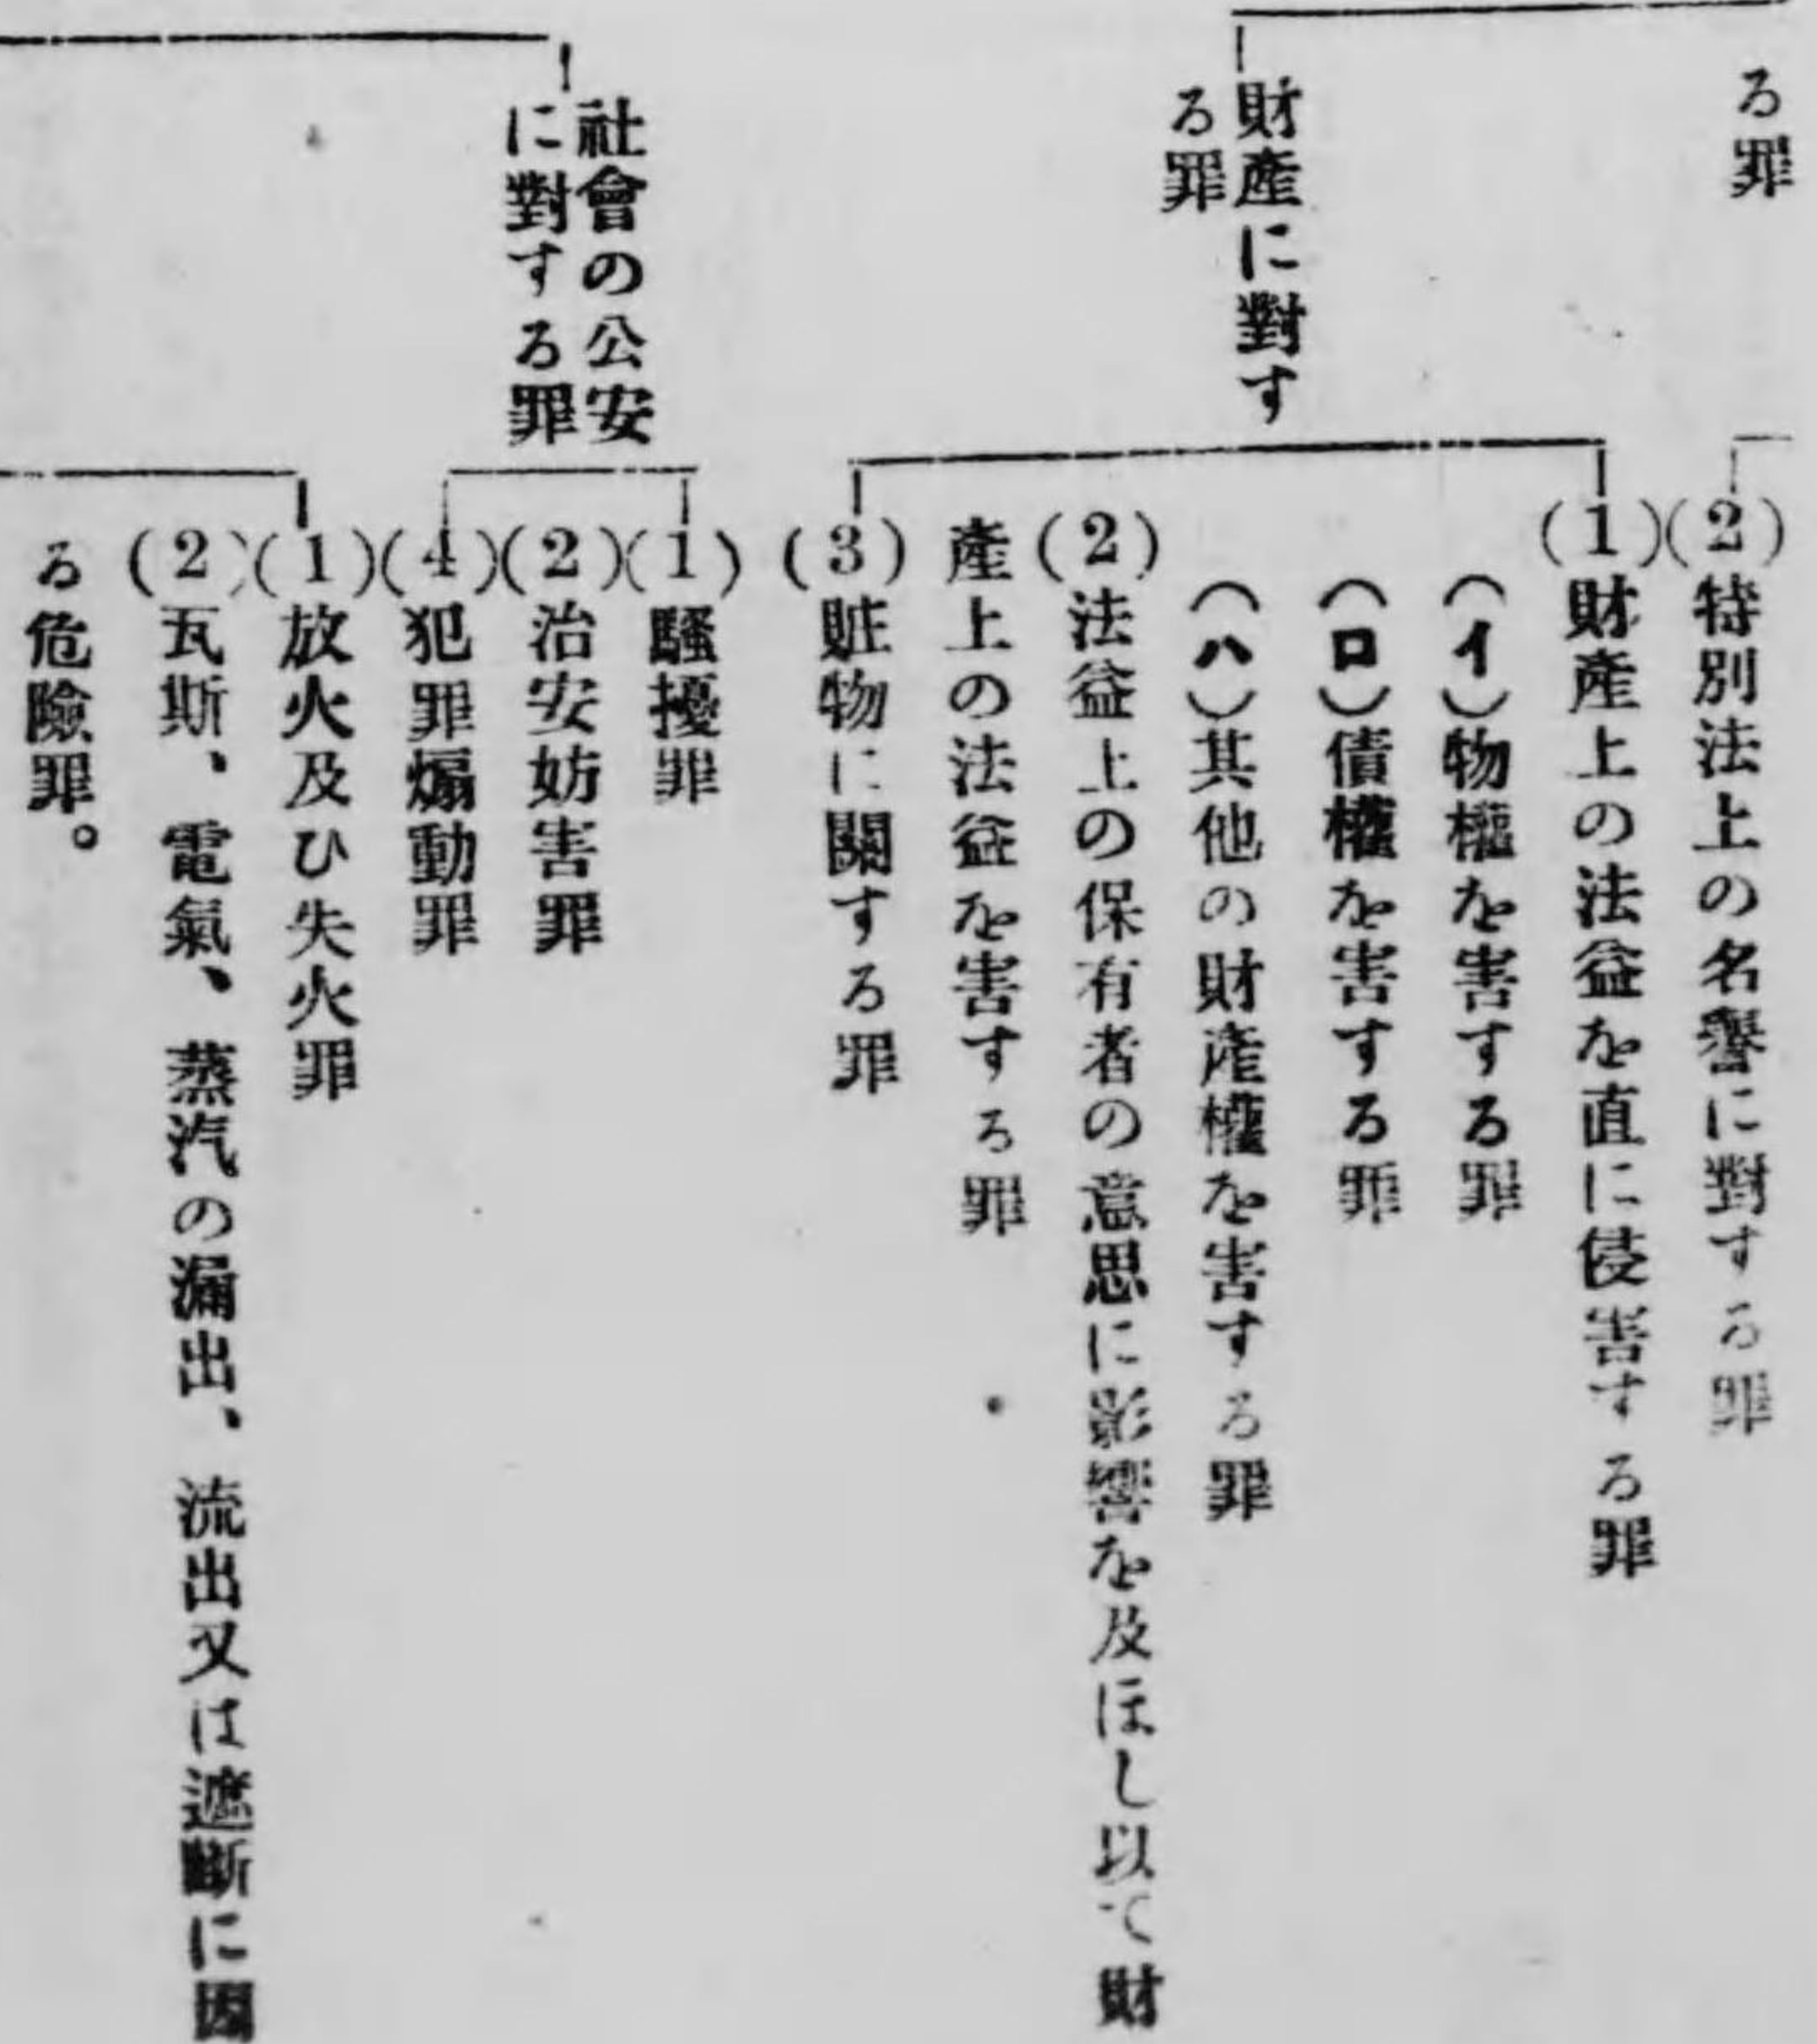 る罪
(2)特別法上の名譽に對する罪
財產に對す
る罪
(1)財產上の法益を直に侵害する罪
(イ)物權を害する罪
(ロ)債權を害する罪
(ハ)其他の財產權を害する罪
(2)法益上の保有者の意思に影響を及ほし以て財
產上の法益を害する罪
(3)賍物に關する罪
社會の公安
に對する罪
(1)騷擾罪
(2)治安妨害罪
(4)犯罪煽動罪
(1)放火及ひ失火罪
(2)瓦斯、電氣、蒸汽の漏出、流出又は遮斷に因
る危險罪。